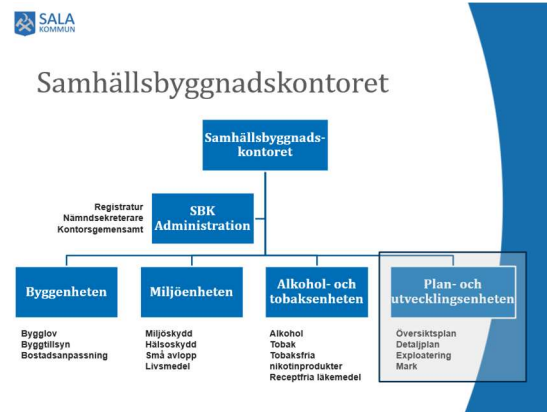 SALA
KOMMUN
Samhällsbyggnadskontoret
Samhällsbyggnads-
kontoret
Registratur
Nämndsekreterare
Kontorsgemensamt
SBK
Administration
Byggenheten
Miljöenheten
Alkohol- och
tobaksenheten
Plan- och
utvecklingsenheten
Bygglov
Byggtillsyn
Bostadsanpassning
Miljöskydd
Hälsoskydd
Små avlopp
Livsmedel
Alkohol
Tobak
Tobaksfria
nikotinprodukter
Receptfria läkemedel
Översiktsplan
Detaljplan
Exploatering
Mark